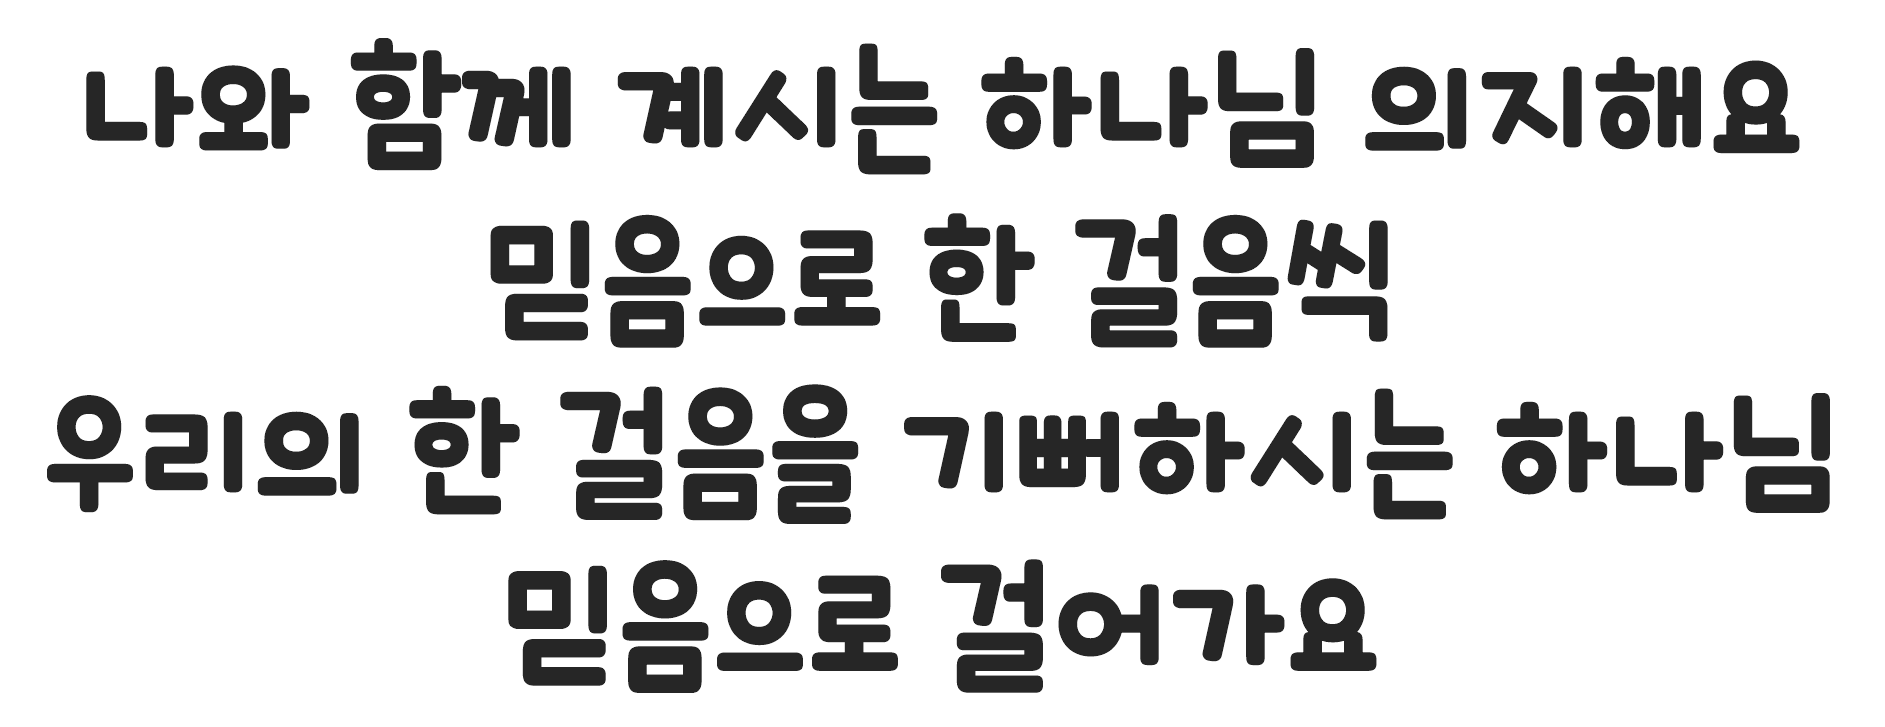 나와 함께 계시는 하나님 의지해요
믿음으로 한 걸음씩
우리의 한 걸음을 기뻐하시는 하나님
믿음으로 걸어가요